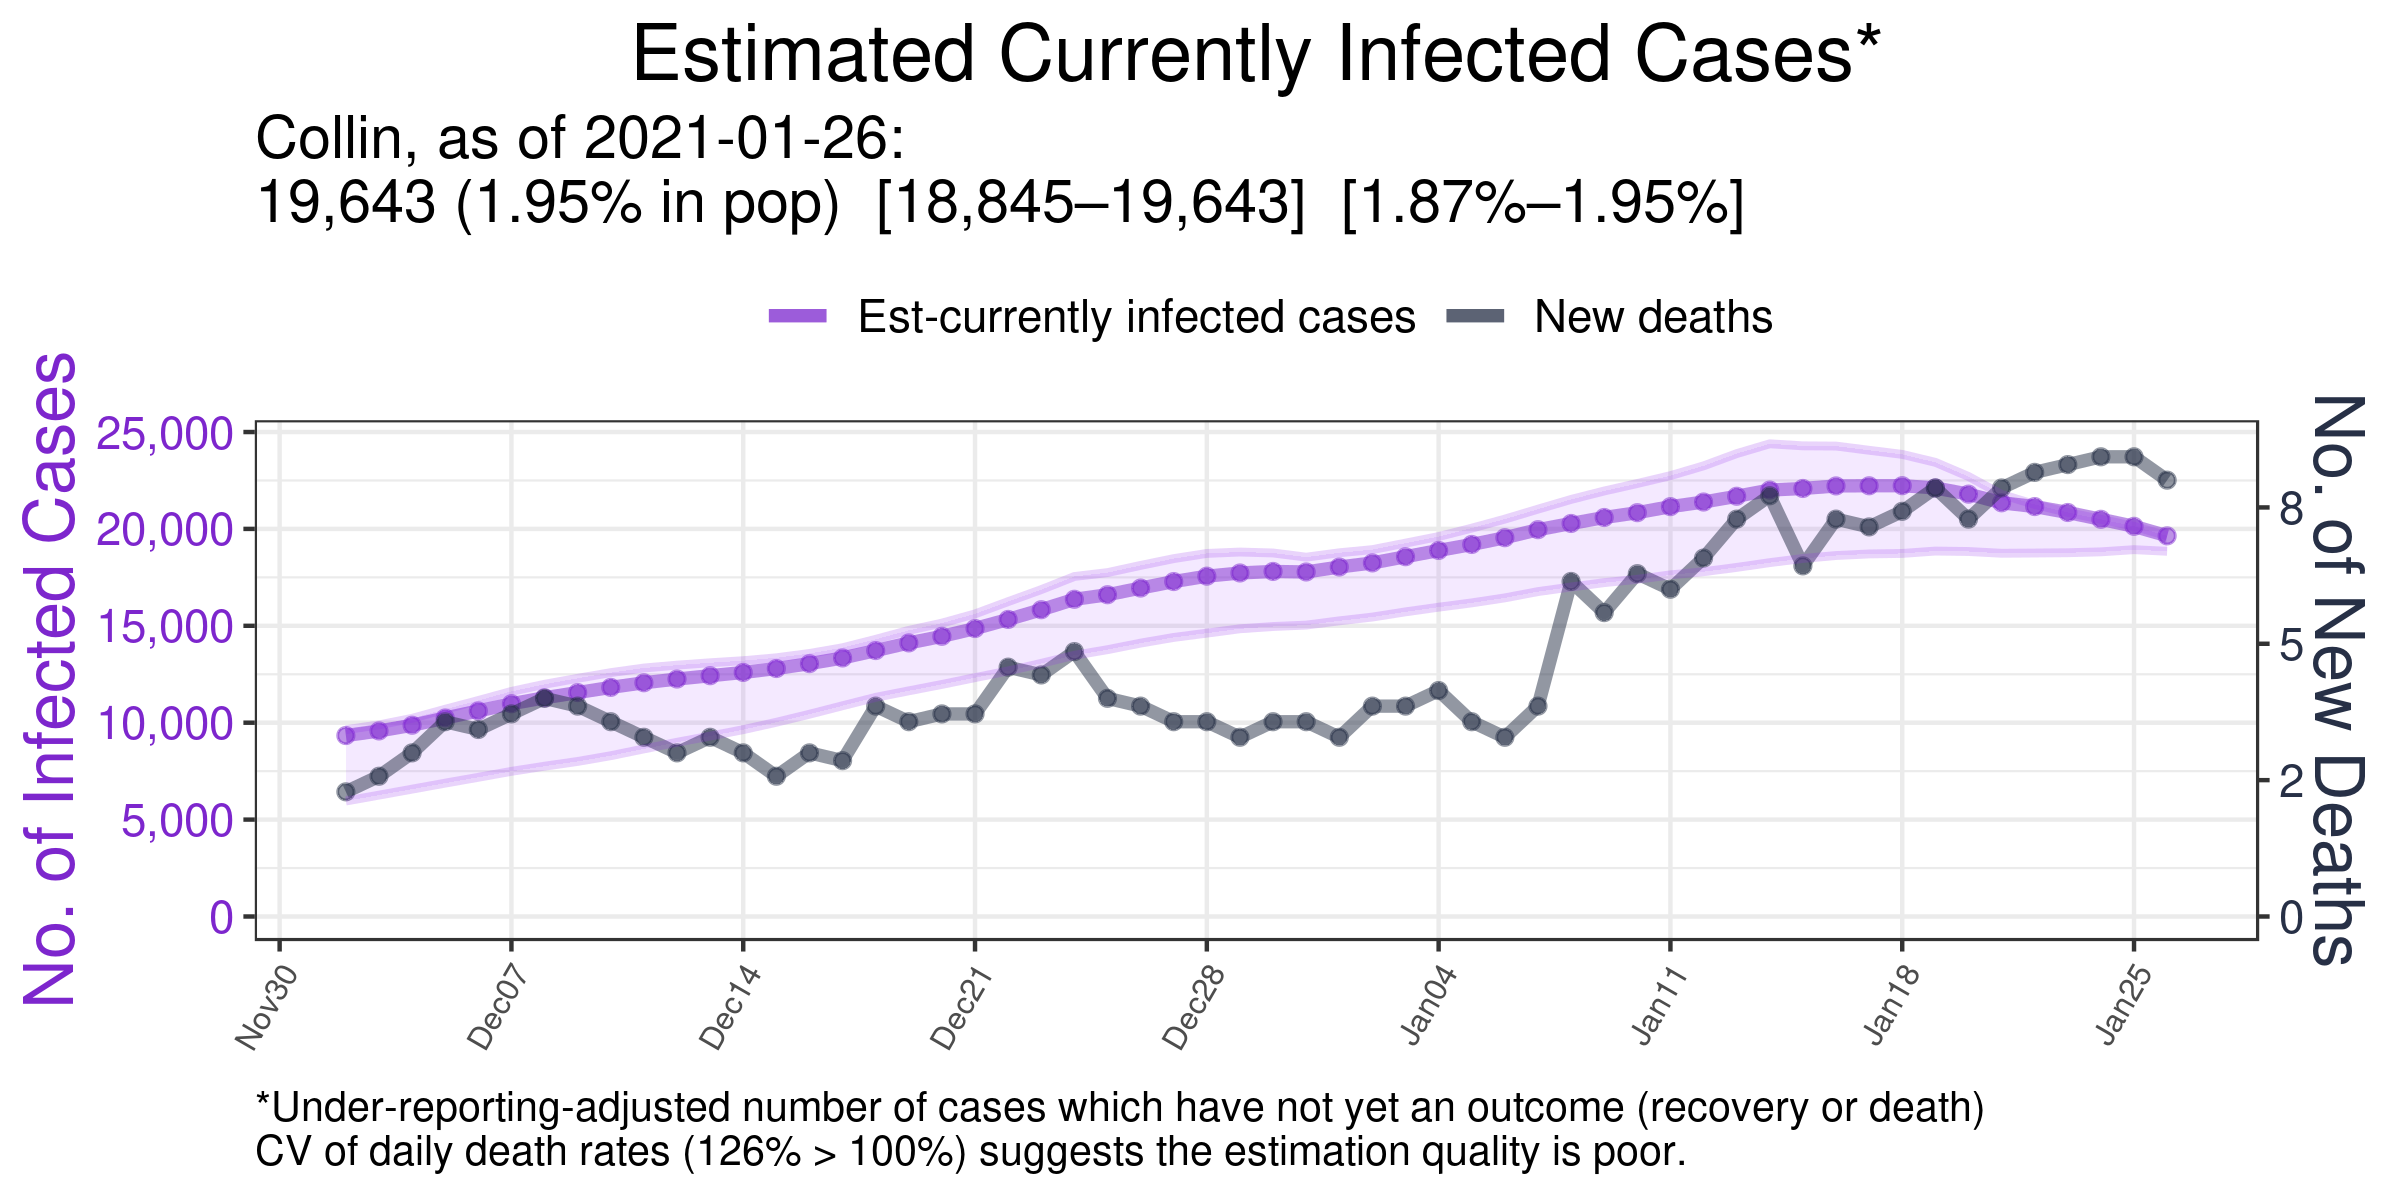 Estimated Currently Infected Cases*
Collin, as of 2021-01-26:
19,643 (1.95% in pop)  [18,845–19,643]  [1.87%–1.95%]
Est-currently infected cases
New deaths
No. of Infected Cases
25,000
20,000
15,000
10,000
5,000
0
No. of New Deaths
8
5
2
0
Nov30
Dec07
Dec14
Dec21
Dec28
Jan04
Jan11
Jan18
Jan25
*Under-reporting-adjusted number of cases which have not yet an outcome (recovery or death)
CV of daily death rates (126% > 100%) suggests the estimation quality is poor.